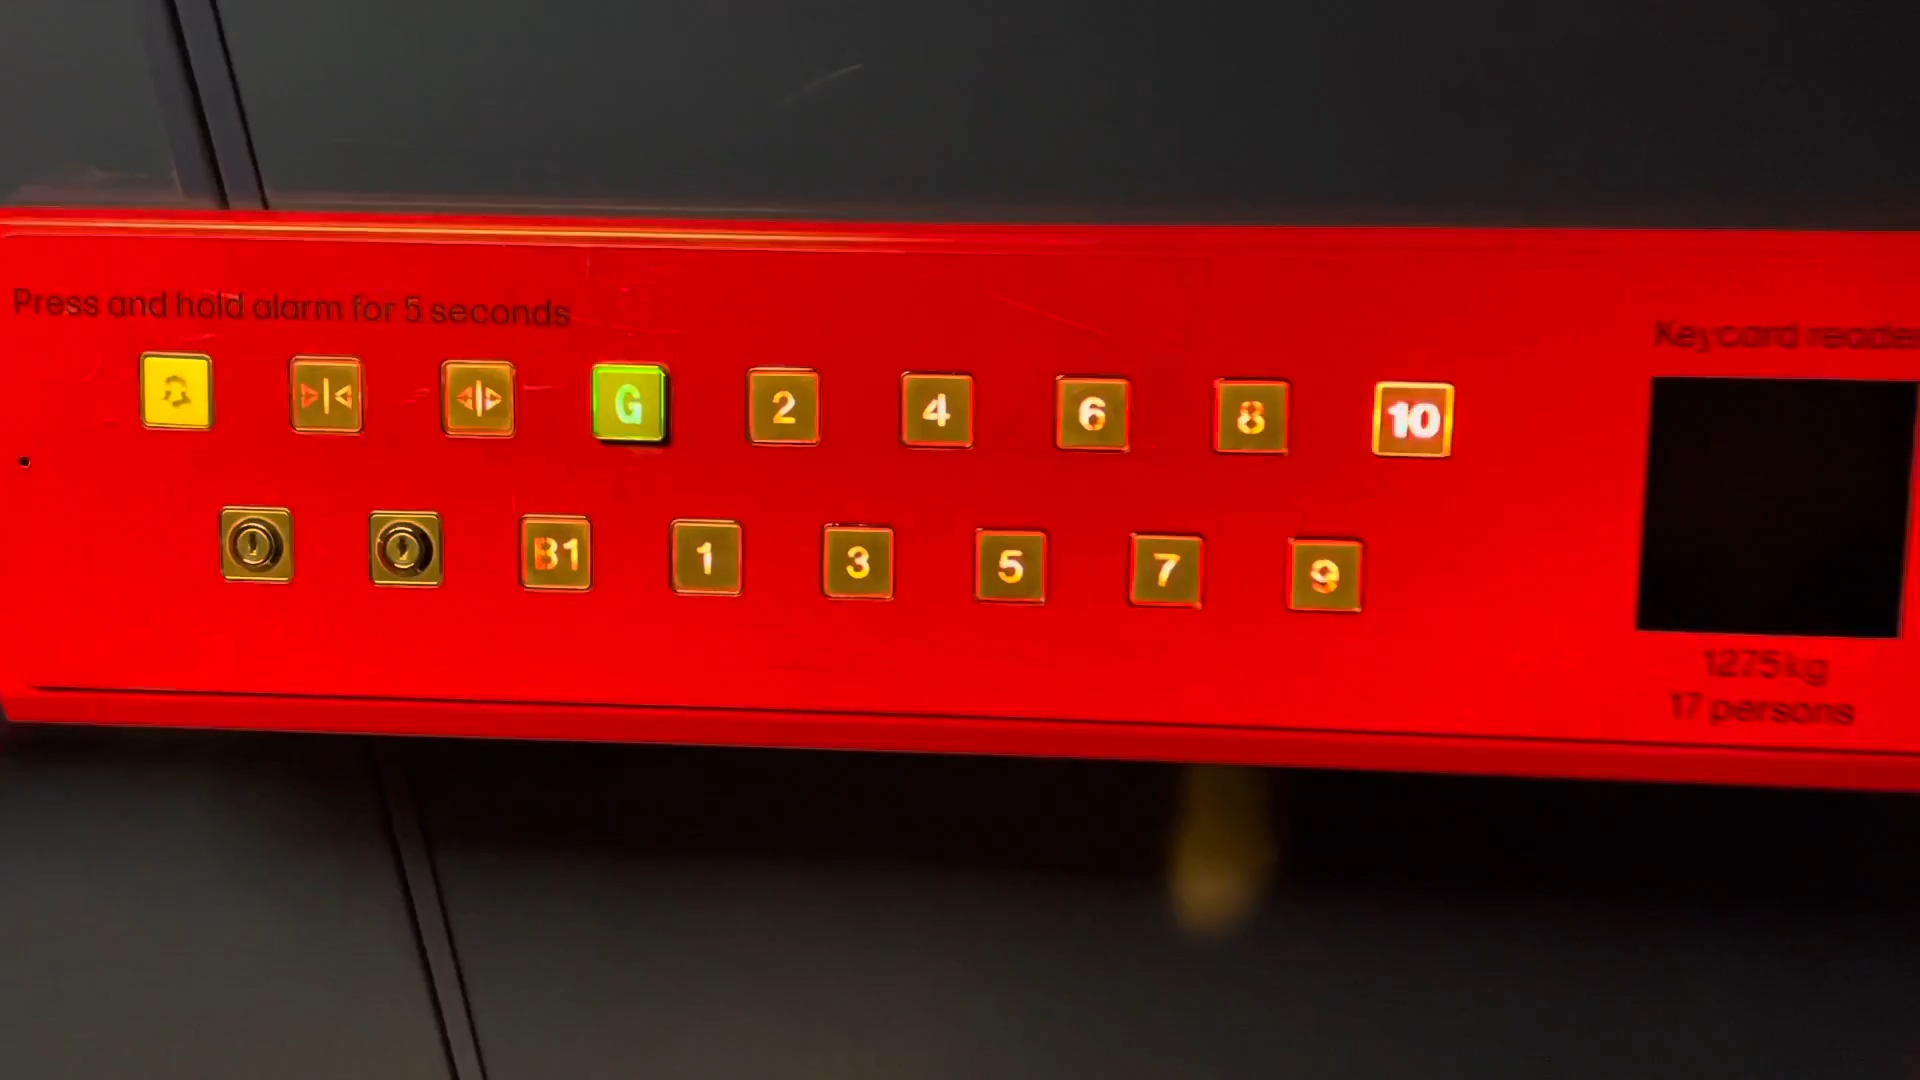 Press and hold alarm for 5 seconds
Keycard reader
G 2 4 6 8 10
B1 1 3 5 7 9
1275 kg
17 persons